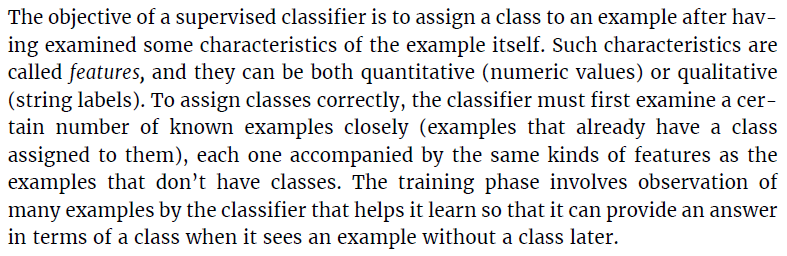 The objective of a supervised classifier is to assign a class to an example after hav-
ing examined some characteristics of the example itself. Such characteristics are
called features, and they can be both quantitative (numeric values) or qualitative
(string labels). To assign classes correctly, the classifier must first examine a cer-
tain number of known examples closely (examples that already have a class
assigned to them), each one accompanied by the same kinds of features as the
examples that don’t have classes. The training phase involves observation of
many examples by the classifier that helps it learn so that it can provide an answer
in terms of a class when it sees an example without a class later.